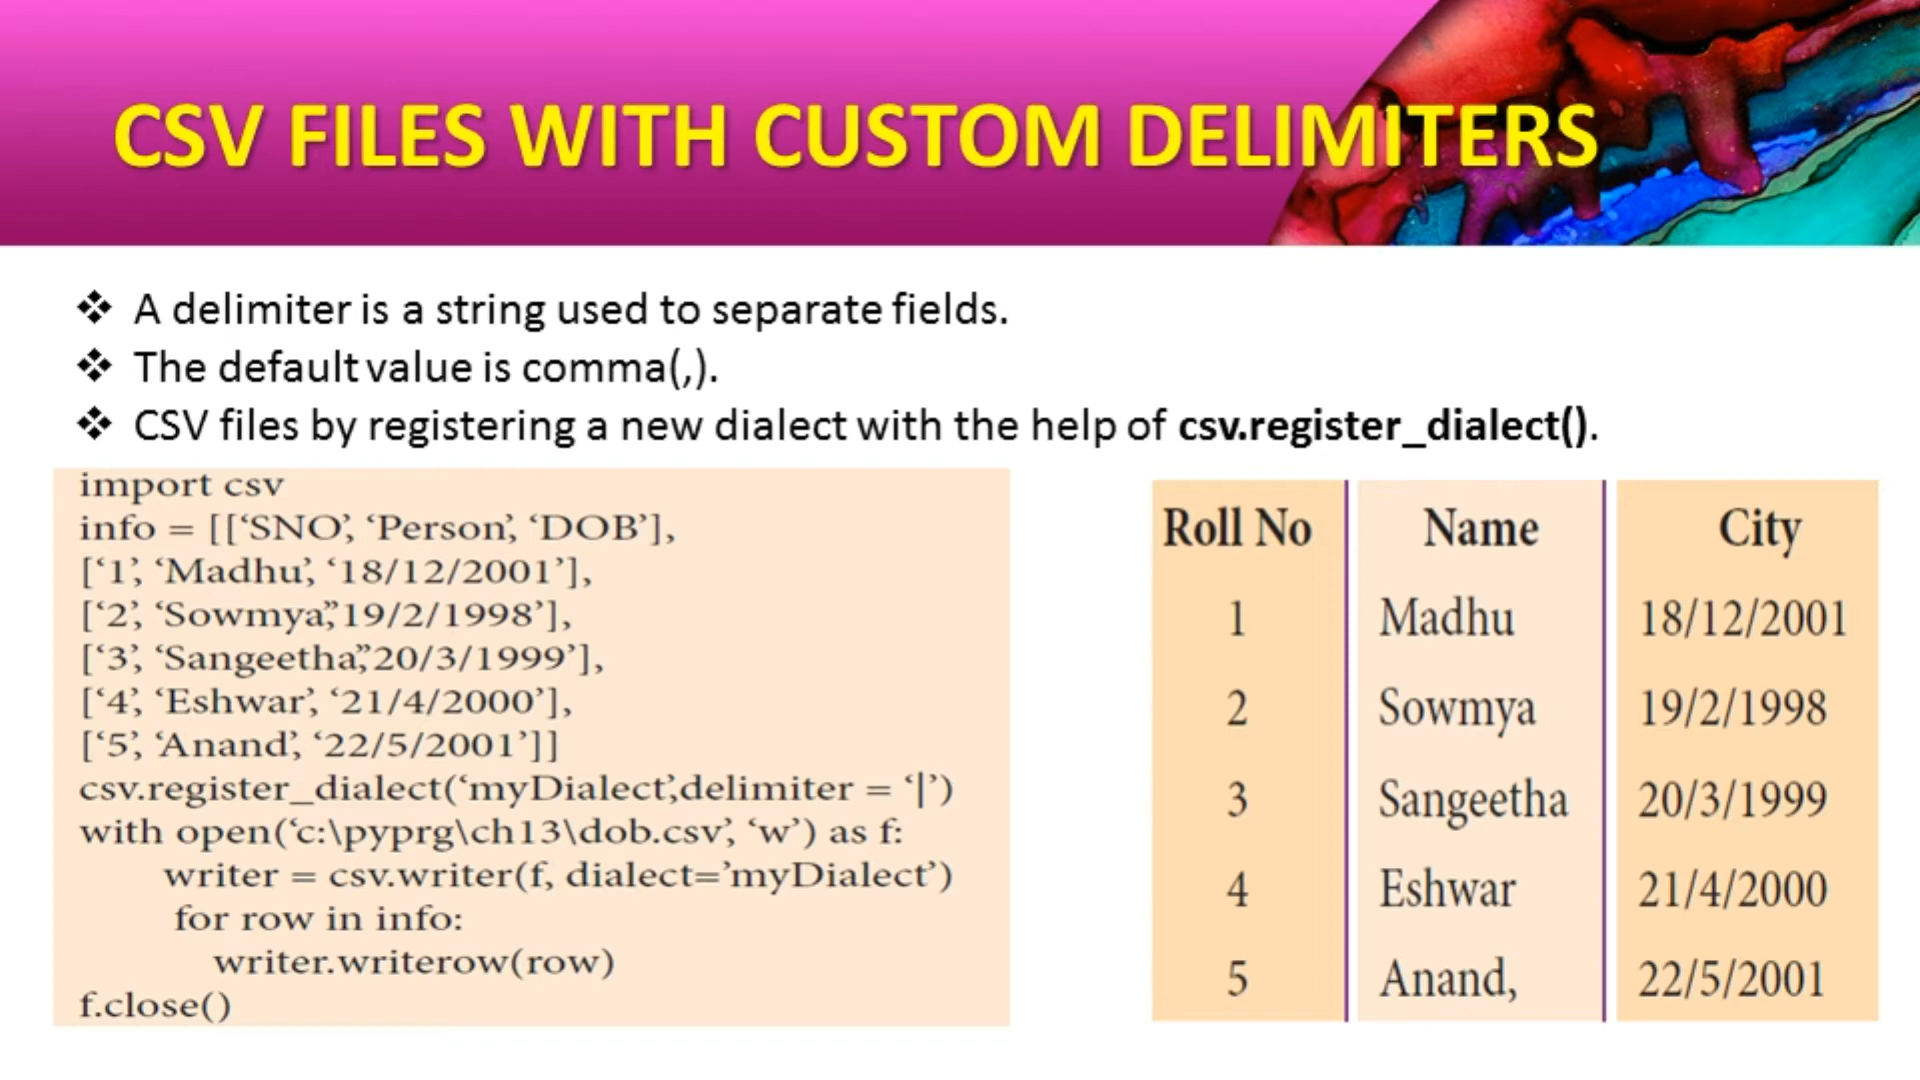 CSV FILES WITH CUSTOM DELIMITERS
❖ A delimiter is a string used to separate fields.
❖ The default value is comma(,).
❖ CSV files by registering a new dialect with the help of csv.register_dialect().
import csv
info = [[‘SNO’, ‘Person’, ‘DOB’],
[‘1’, ‘Madhu’, ‘18/12/2001’],
[‘2’, ‘Sowmya’,’19/2/1998’],
[‘3’, ‘Sangeetha’,’20/3/1999’],
[‘4’, ‘Eshwar’, ‘21/4/2000’],
[‘5’, ‘Anand’, ‘22/5/2001’]]
csv.register_dialect(‘myDialect’,delimiter = ‘|’)
with open(‘c:\pyprg\ch13\dob.csv’, ‘w’) as f:
writer = csv.writer(f, dialect=’myDialect’)
for row in info:
writer.writerow(row)
f.close()
Roll No Name City
1 Madhu 18/12/2001
2 Sowmya 19/2/1998
3 Sangeetha 20/3/1999
4 Eshwar 21/4/2000
5 Anand, 22/5/2001